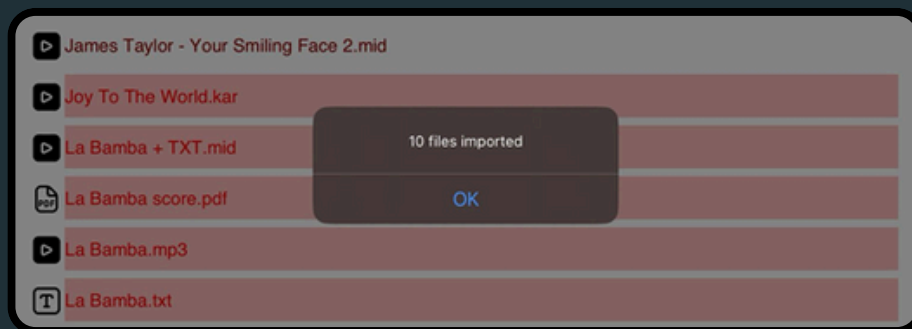 James Taylor - Your Smiling Face 2.mid
Joy To The World.kar
10 files imported
La Bamba + TXT.mid
PDF
La Bamba score.pdf
OK
La Bamba.mp3
T
La Bamba.txt